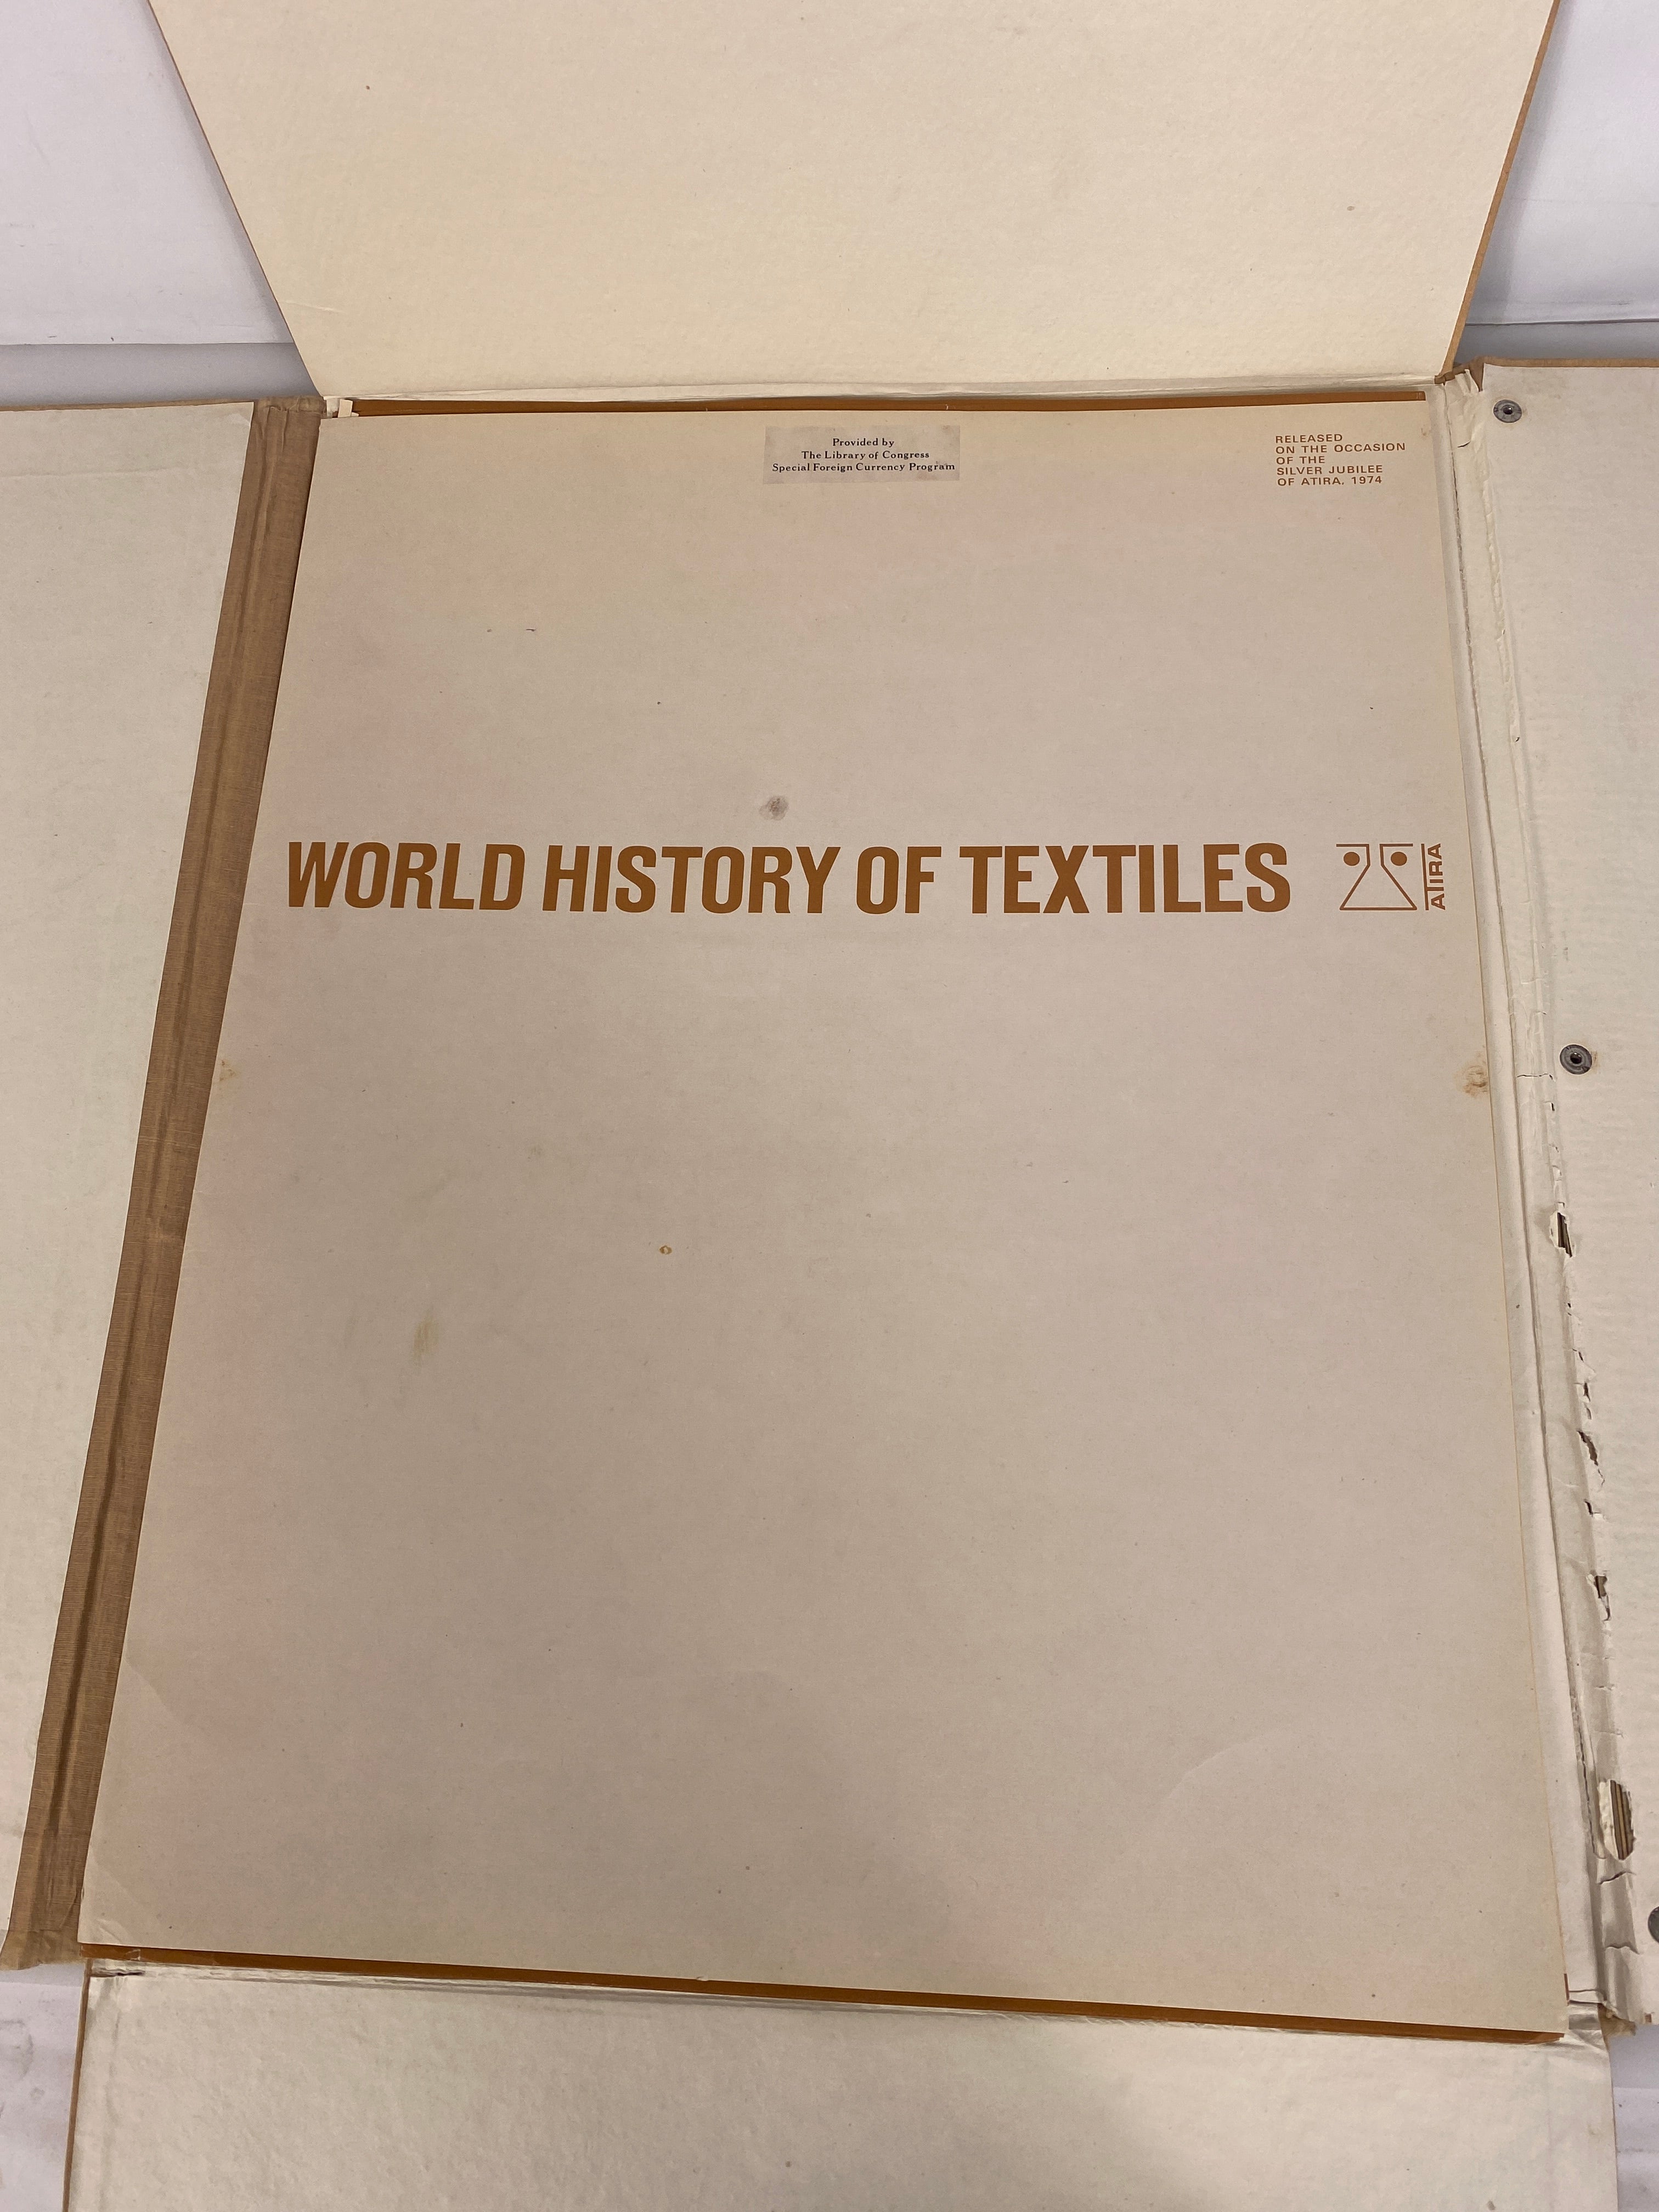 Provided by
The Library of Congress
Special Foreign Currency Program
RELEASED
ON THE OCCASION
OF THE
SILVER JUBILEE
OF ATIRA. 1974
WORLD HISTORY OF TEXTILES
ATIRA